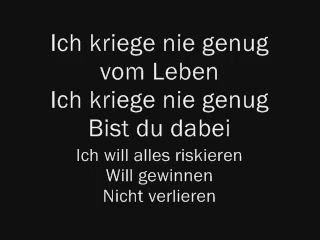 Ich kriege nie genug
vom Leben
Ich kriege nie genug
Bist du dabei
Ich will alles riskieren
Will gewinnen
Nicht verlieren